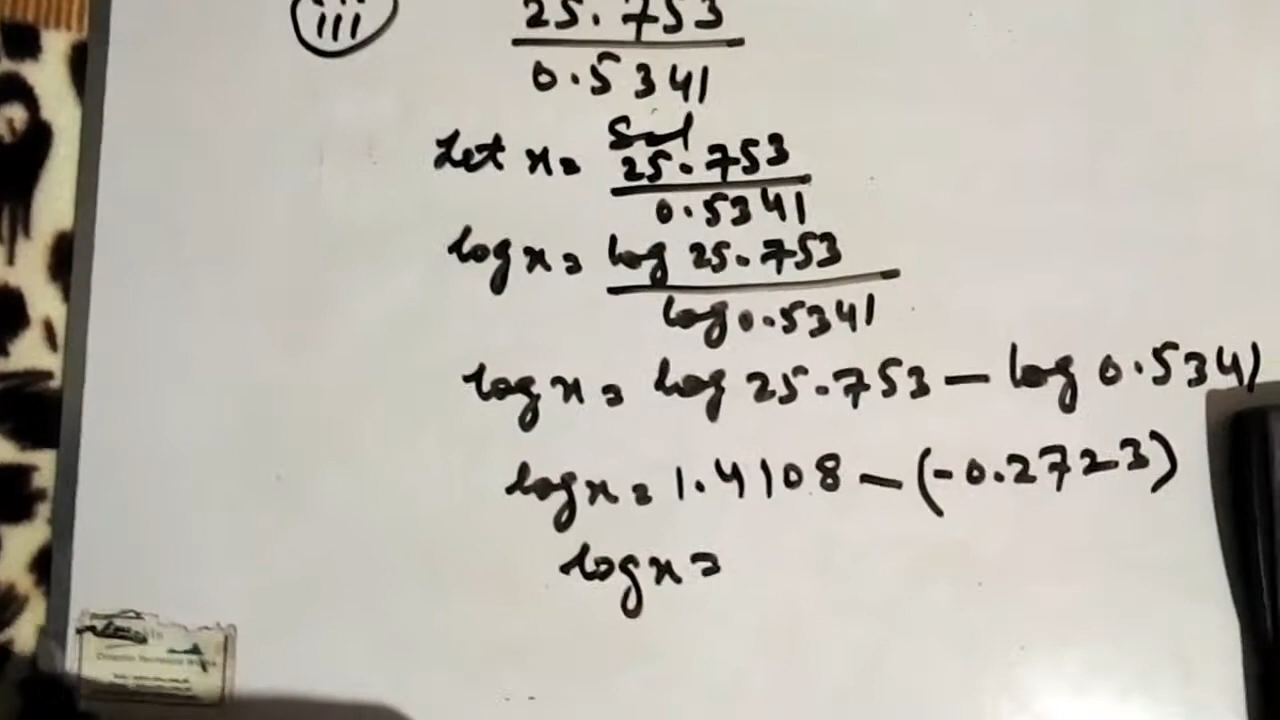 iii 25.753
0.5341
Sol
Let x = 25.753
0.5341
log x = log 25.753
log 0.5341
log x = log 25.753 - log 0.5341
log x = 1.4108 - (-0.2723)
log x =